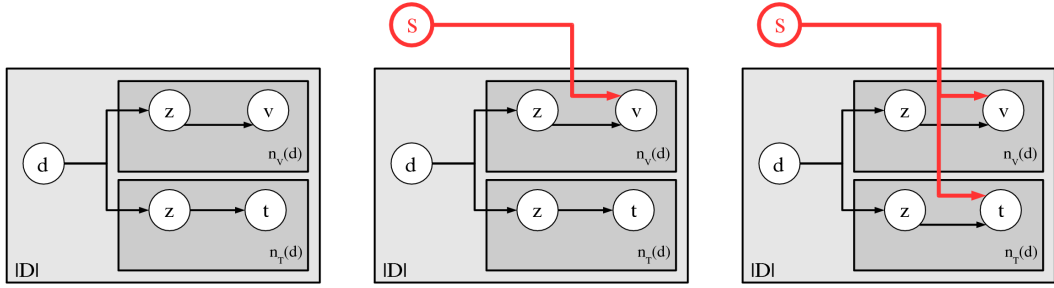 z v
n_V(d)
d
z t
n_T(d)
|D|
S
z v
n_V(d)
d
z t
n_T(d)
|D|
S
z v
n_V(d)
d
z t
n_T(d)
|D|